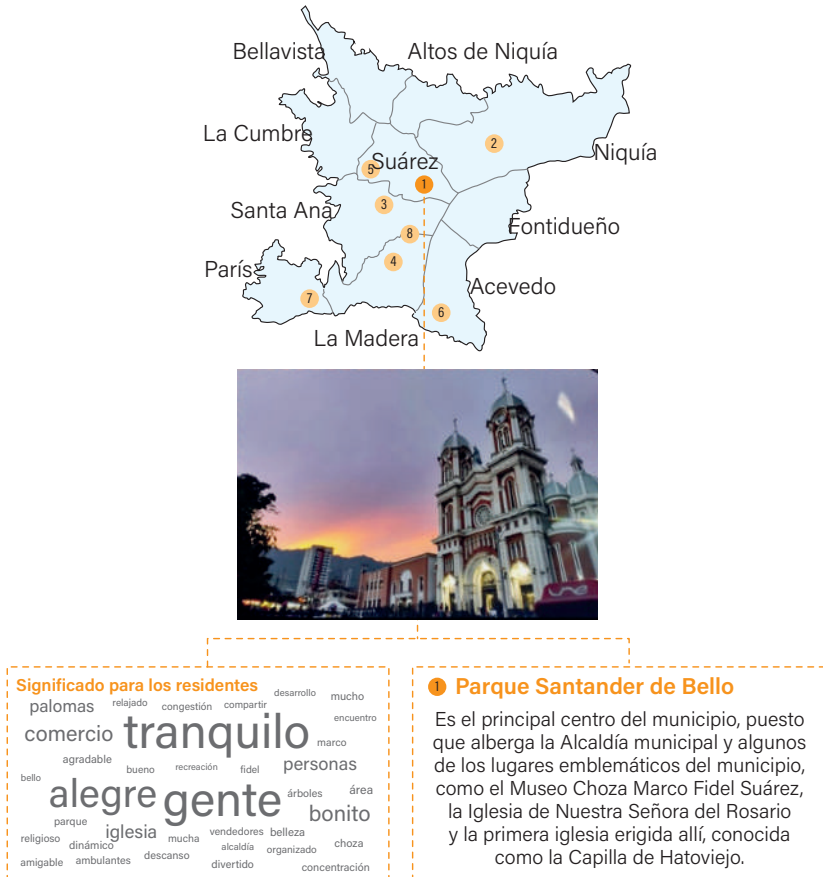 Bellavista
Altos de Niquía
La Cumbre
2
Niquía
Suárez
5
1
Santa Ana
3
Fontidueño
8
París
4
Acevedo
7
6
La Madera
une
Significado para los residentes
desarrollo
mucho
palomas
relajado
congestión
compartir
encuentro
comercio
tranquilo
marco
agradable
bueno
recreación
fidel
personas
bello
alegre
gente
árboles
área
bonito
parque
religioso
iglesia
dinámico
mucha
vendedores
belleza
alcaldía
organizado
choza
amigable
ambulantes
descanso
divertido
concentración
1 Parque Santander de Bello
Es el principal centro del municipio, puesto
que alberga la Alcaldía municipal y algunos
de los lugares emblemáticos del municipio,
como el Museo Choza Marco Fidel Suárez,
la Iglesia de Nuestra Señora del Rosario
y la primera iglesia erigida allí, conocida
como la Capilla de Hatoviejo.